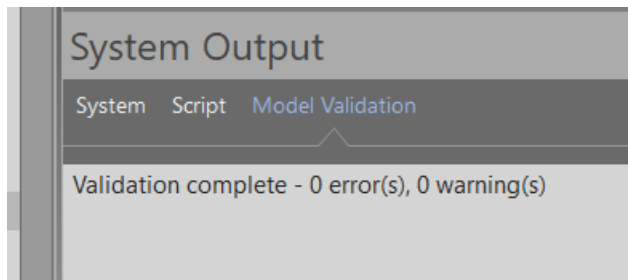 System Output
System Script Model Validation
Validation complete - 0 error(s), 0 warning(s)